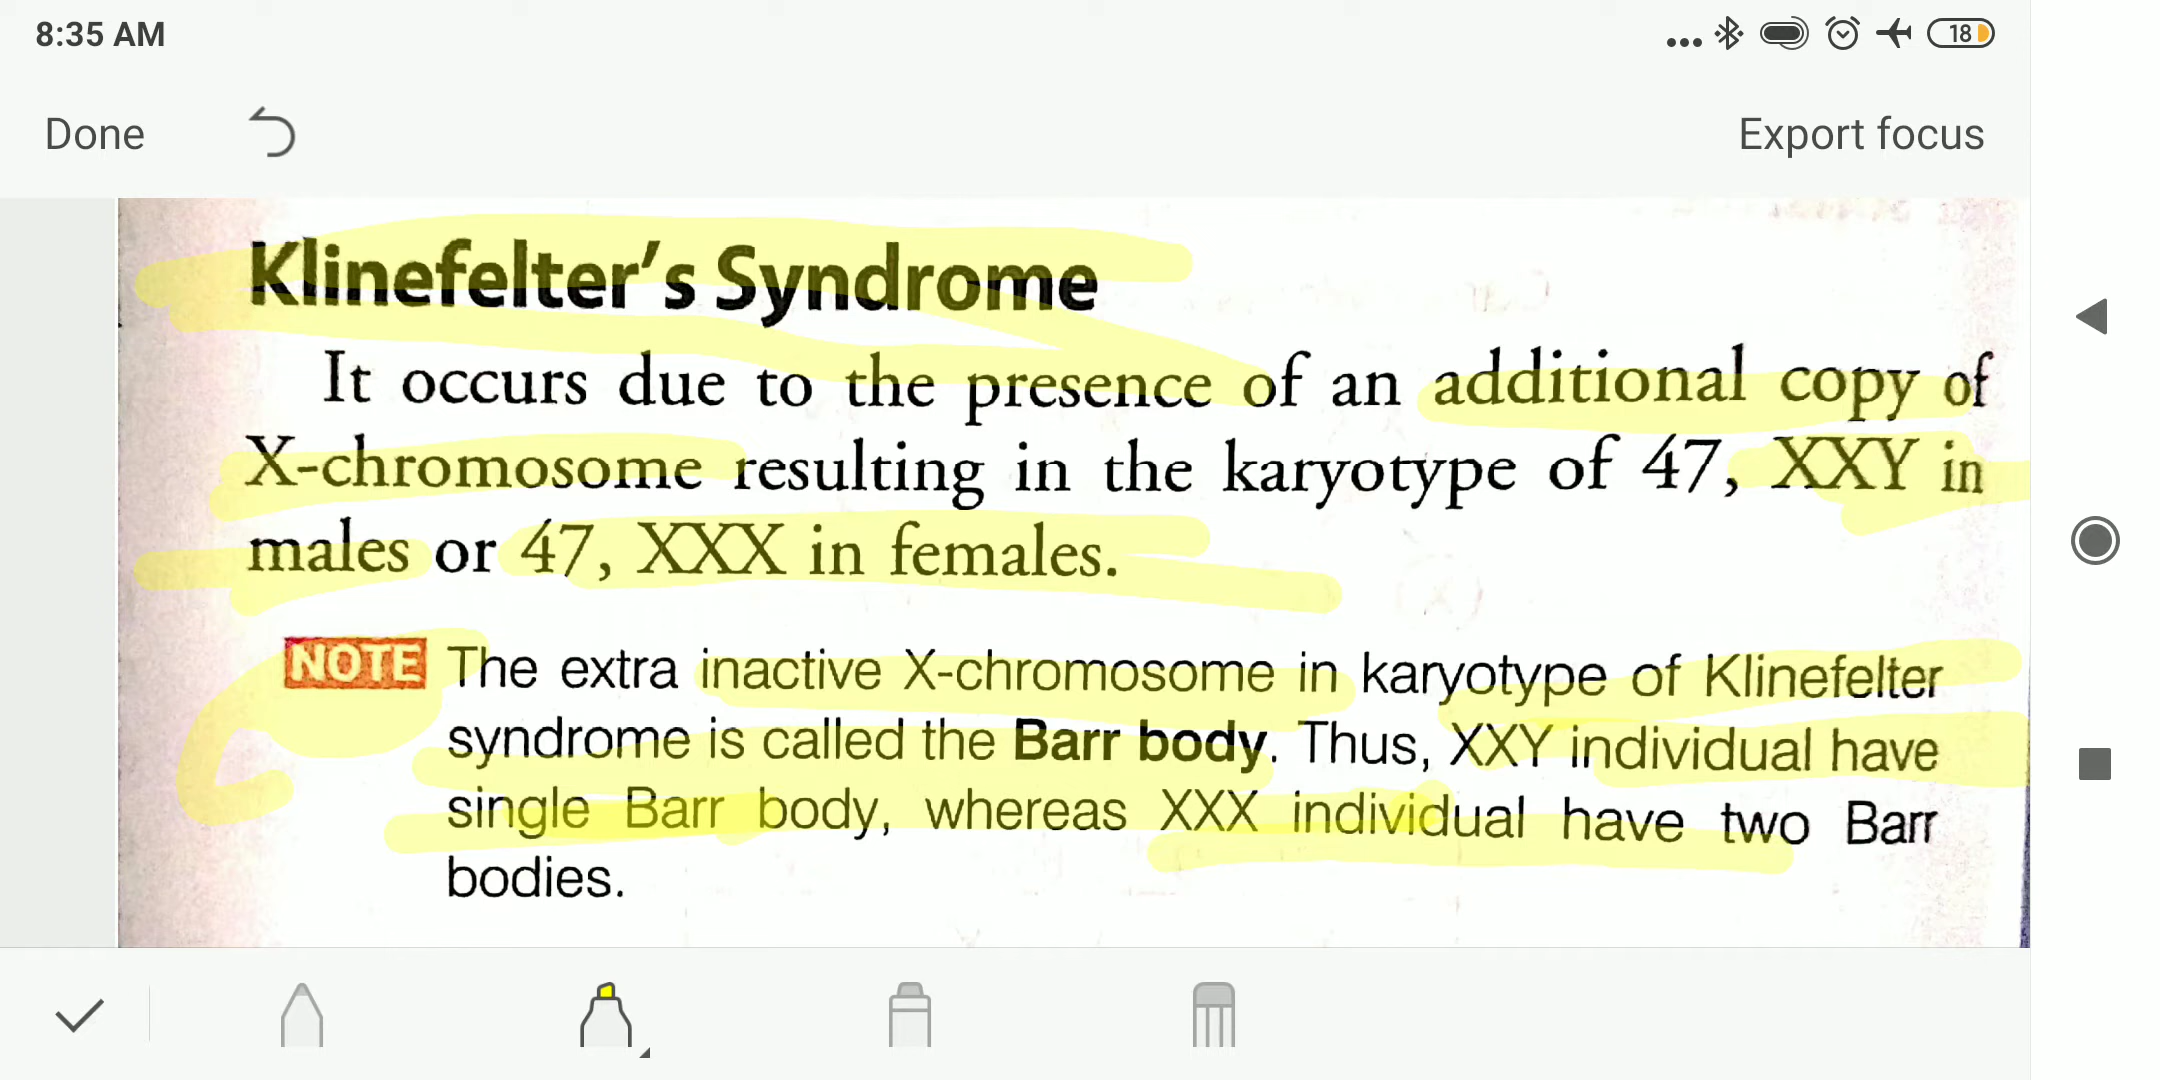 8:35 AM
18
Done
Export focus
Klinefelter's Syndrome
It occurs due to the presence of an additional copy of
X-chromosome resulting in the karyotype of 47, XXY in
males or 47, XXX in females.
NOTE The extra inactive X-chromosome in karyotype of Klinefelter
syndrome is called the Barr body. Thus, XXY individual have
single Barr body, whereas XXX individual have two Barr
bodies.